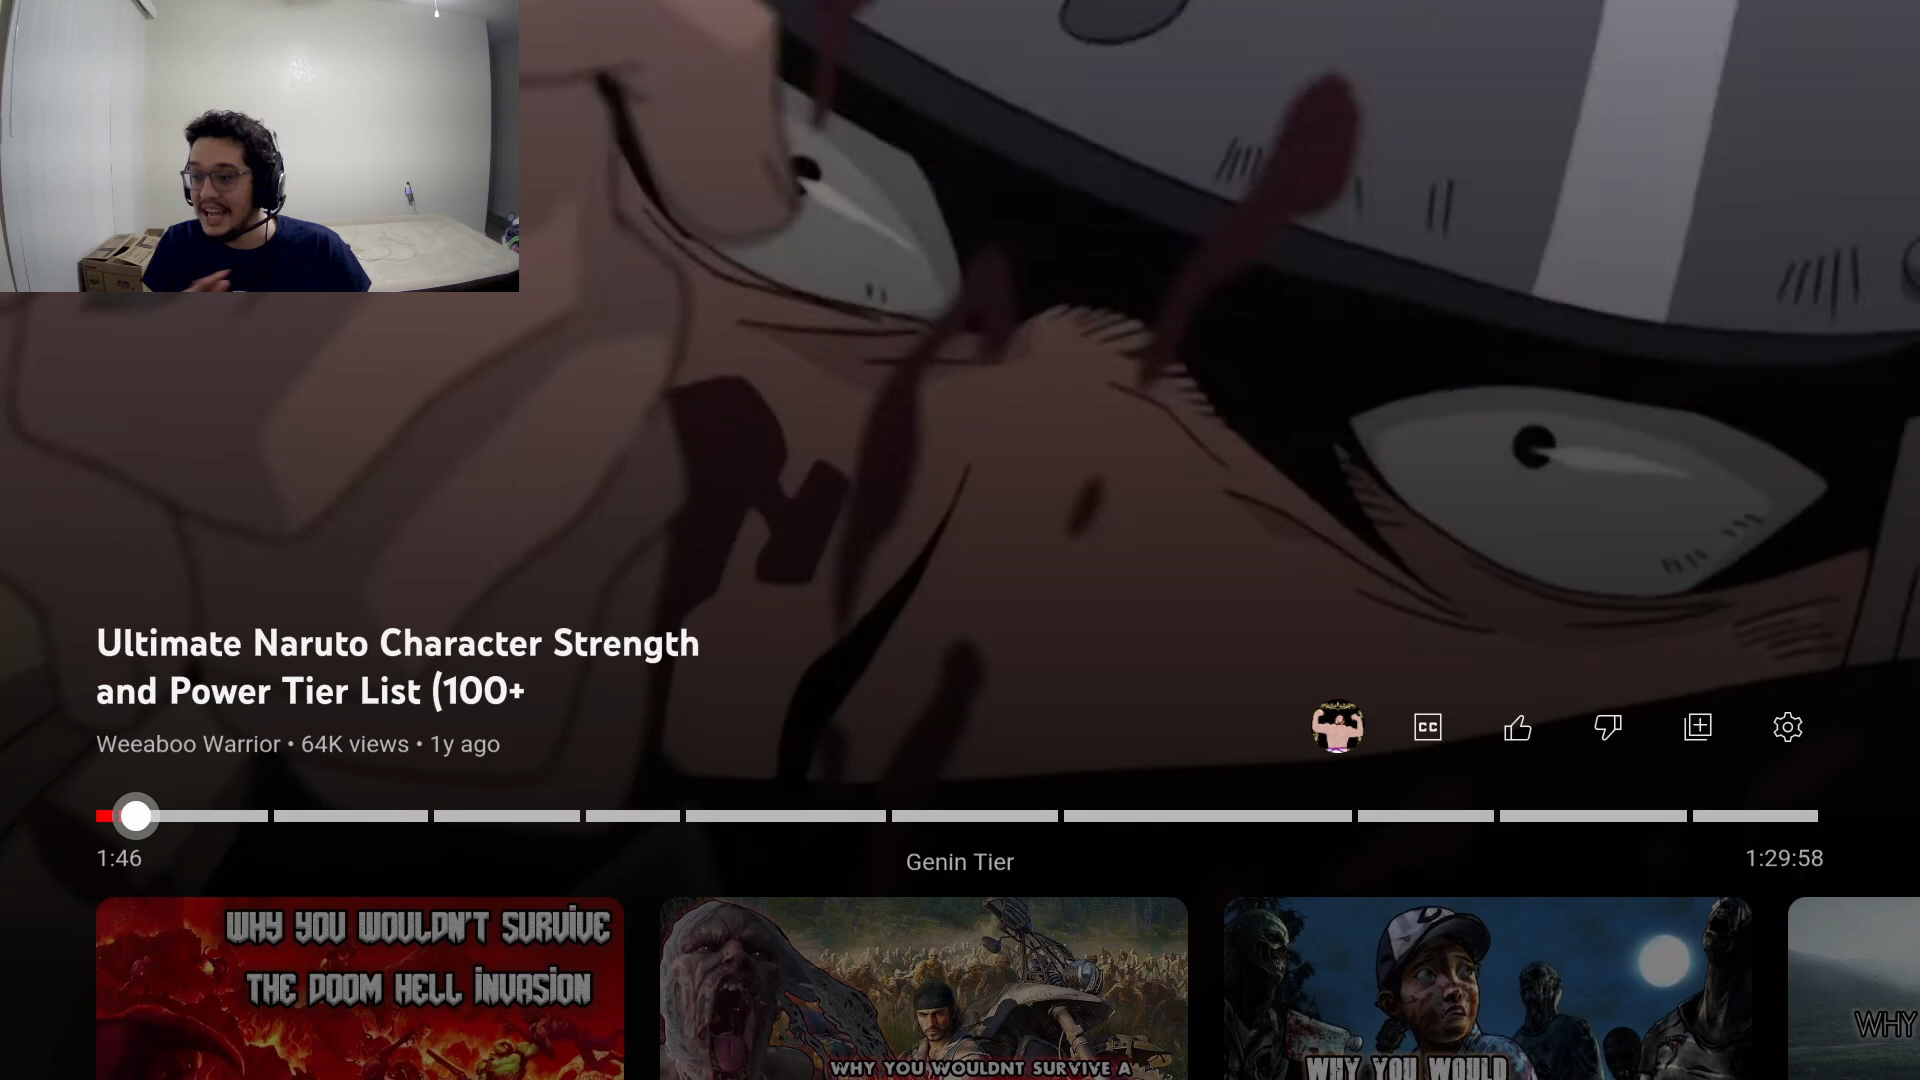 Ultimate Naruto Character Strength
and Power Tier List (100+
Weeaboo Warrior • 64K views • 1y ago
CC
1:46
Genin Tier
1:29:58
WHY YOU WOULDN'T SURVIVE
THE DOOM HELL INVASION
WHY YOU WOULDNT SURVIVE A
WHY YOU WOULD
WHY